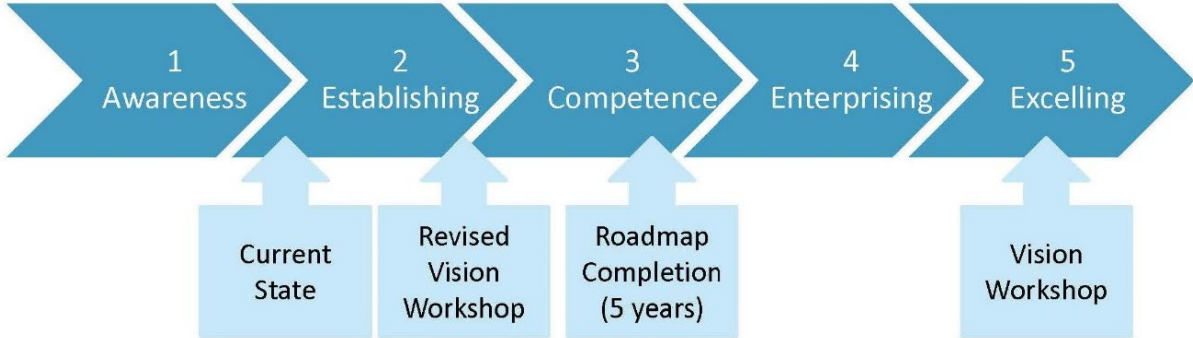 1
Awareness
2
Establishing
3
Competence
4
Enterprising
5
Excelling
Current
State
Revised
Vision
Workshop
Roadmap
Completion
(5 years)
Vision
Workshop